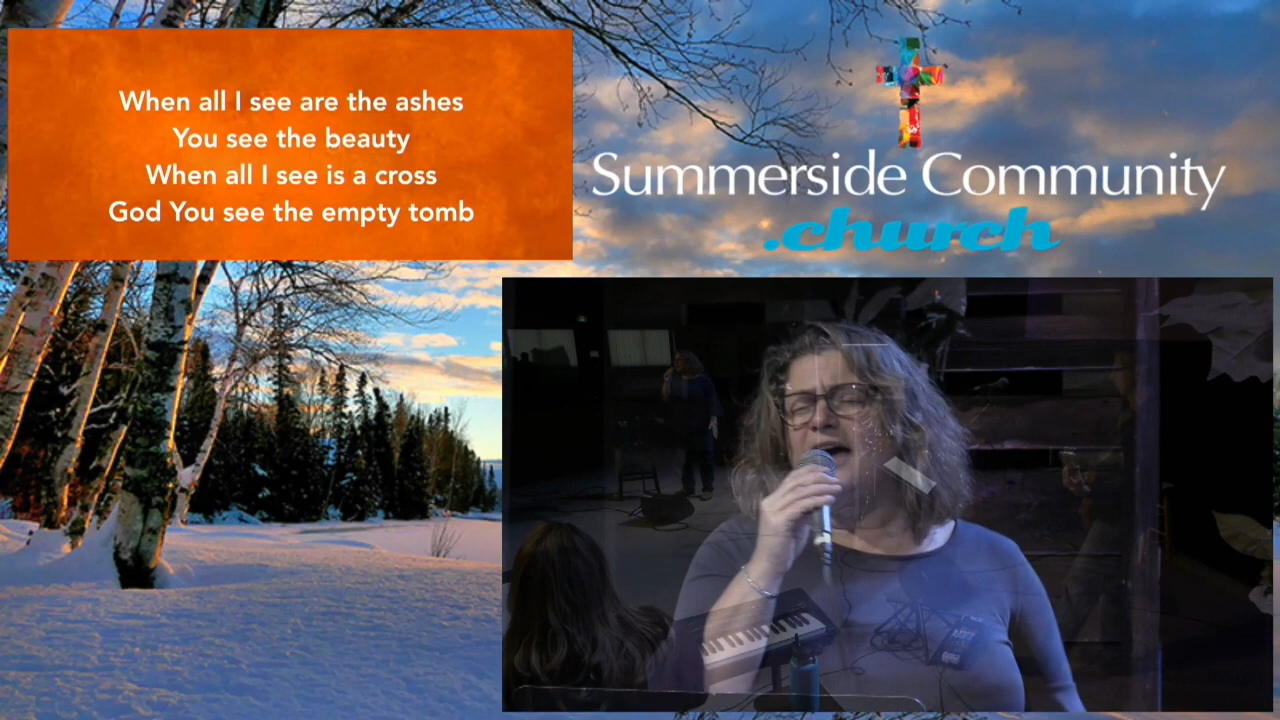 When all I see are the ashes
You see the beauty
When all I see is a cross
God You see the empty tomb
Summerside Community
.church